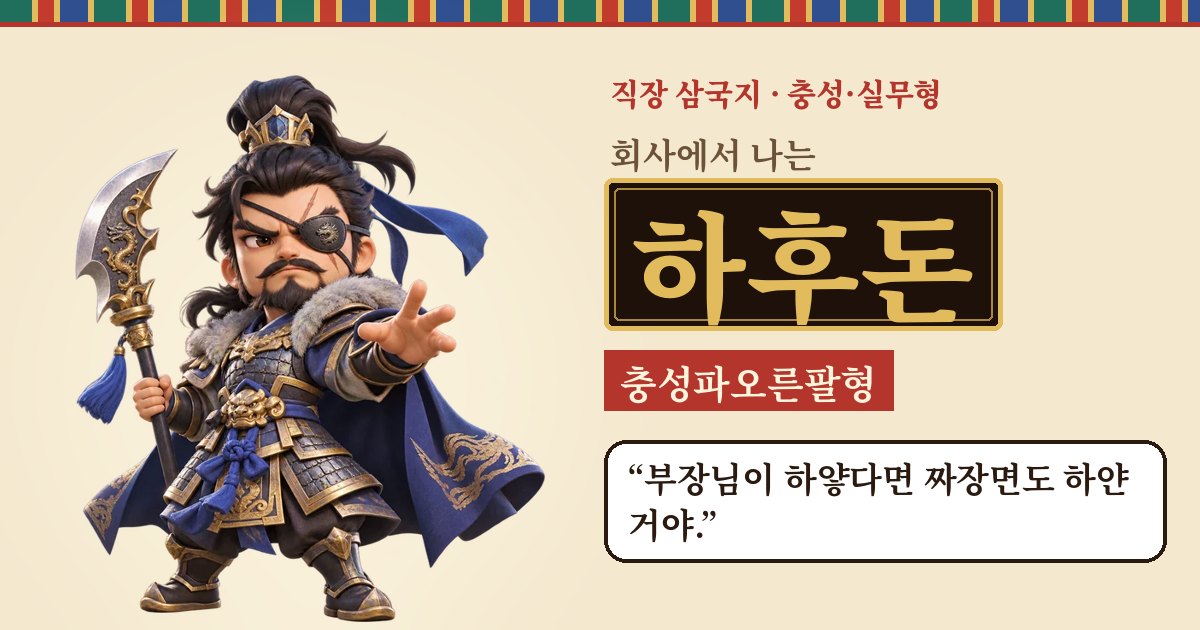 직장 삼국지 · 충성·실무형
회사에서 나는
하후돈
충성파오른팔형
“부장님이 하얗다면 짜장면도 하얀
거야.”